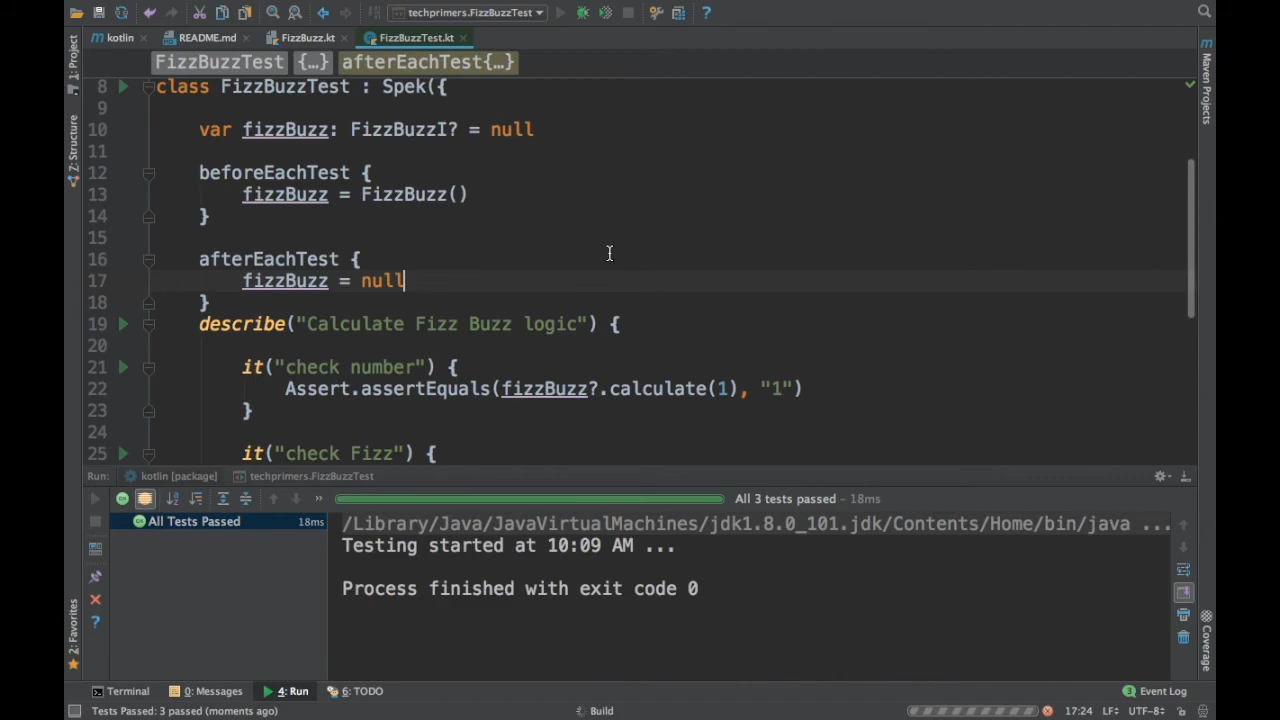 techprimers.FizzBuzzTest
kotlin README.md FizzBuzz.kt FizzBuzzTest.kt
FizzBuzzTest {...} afterEachTest{...}
1: Project
Z: Structure
2: Favorites
8 class FizzBuzzTest : Spek({
9
10 var fizzBuzz: FizzBuzzI? = null
11
12 beforeEachTest {
13 fizzBuzz = FizzBuzz()
14 }
15
16 afterEachTest {
17 fizzBuzz = null
18 }
19 describe("Calculate Fizz Buzz logic") {
20
21 it("check number") {
22 Assert.assertEquals(fizzBuzz?.calculate(1), "1")
23 }
24
25 it("check Fizz") {
Maven Projects
Coverage
Run: kotlin [package] techprimers.FizzBuzzTest
All 3 tests passed - 18ms
All Tests Passed 18ms
/Library/Java/JavaVirtualMachines/jdk1.8.0_101.jdk/Contents/Home/bin/java ...
Testing started at 10:09 AM ...
Process finished with exit code 0
Terminal 0: Messages 4: Run 6: TODO 3 Event Log
Tests Passed: 3 passed (moments ago) Build 17:24 LF÷ UTF-8÷